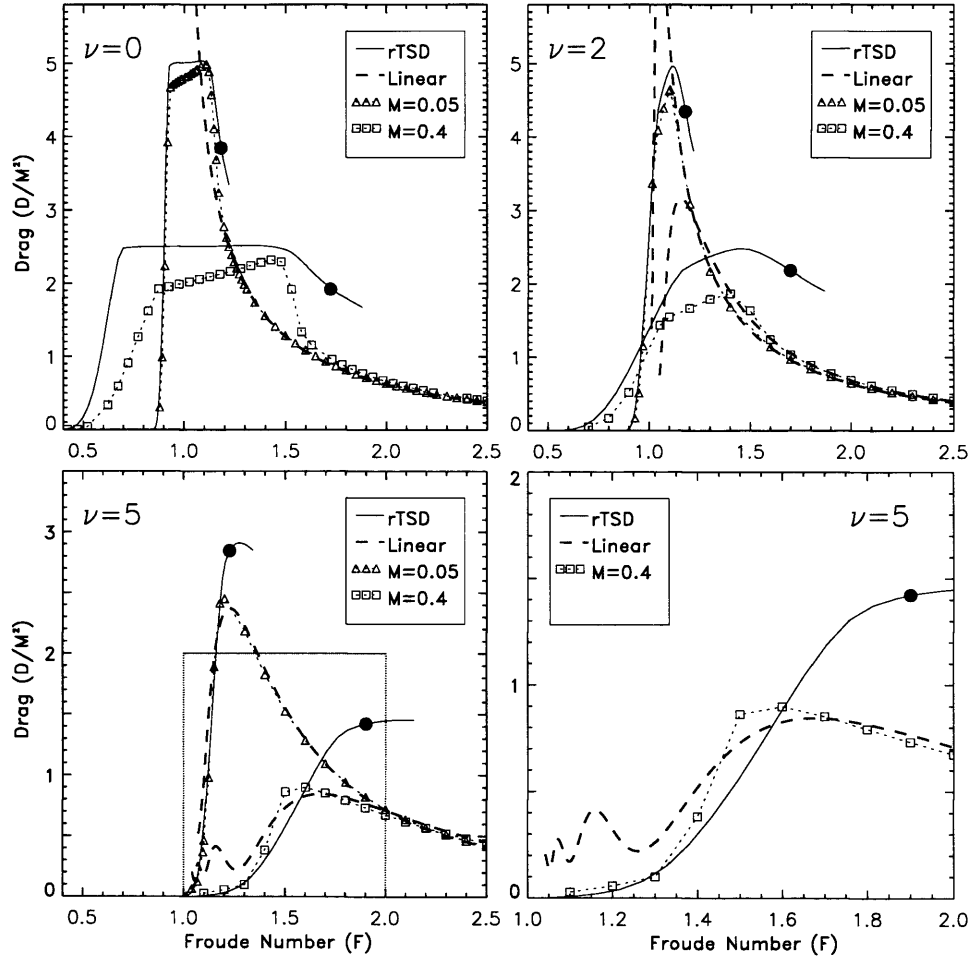 ν=0
rTSD
Linear
M=0.05
M=0.4
5
4
3
2
1
0
Drag (D/M²)
0.5 1.0 1.5 2.0 2.5
ν=2
rTSD
Linear
M=0.05
M=0.4
5
4
3
2
1
0
0.5 1.0 1.5 2.0 2.5
ν=5
rTSD
Linear
M=0.05
M=0.4
3
2
1
0
Drag (D/M²)
1.0 1.5 2.0 2.5
Froude Number (F)
ν=5
rTSD
Linear
M=0.4
2
1
0
1.0 1.2 1.4 1.6 1.8 2.0
Froude Number (F)